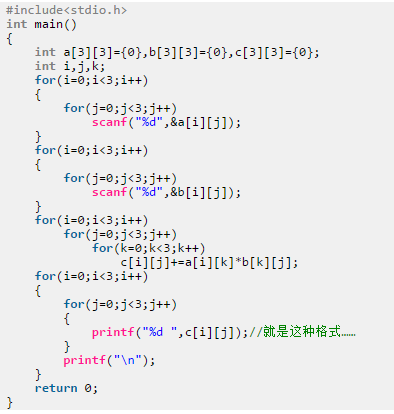 #include<stdio.h>
int main()
{
    int a[3][3]={0},b[3][3]={0},c[3][3]={0};
    int i,j,k;
    for(i=0;i<3;i++)
    {
        for(j=0;j<3;j++)
            scanf("%d",&a[i][j]);
    }
    for(i=0;i<3;i++)
    {
        for(j=0;j<3;j++)
            scanf("%d",&b[i][j]);
    }
    for(i=0;i<3;i++)
        for(j=0;j<3;j++)
            for(k=0;k<3;k++)
                c[i][j]+=a[i][k]*b[k][j];
    for(i=0;i<3;i++)
    {
        for(j=0;j<3;j++)
        {
            printf("%d ",c[i][j]);//就是这种格式……
        }
        printf("\n");
    }
    return 0;
}